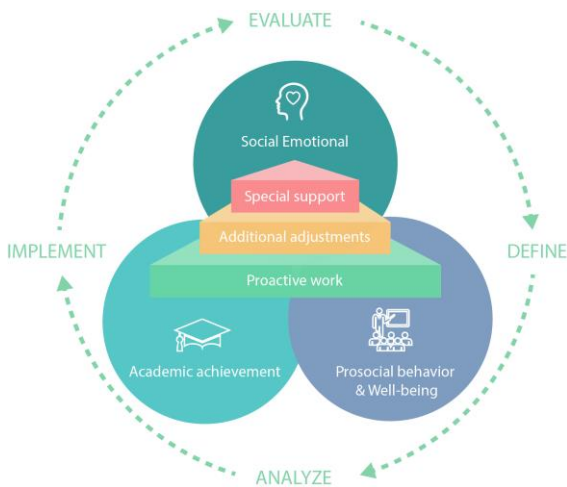 EVALUATE
Social Emotional
Special support
Additional adjustments
IMPLEMENT
DEFINE
Proactive work
Academic achievement
Prosocial behavior
& Well-being
ANALYZE